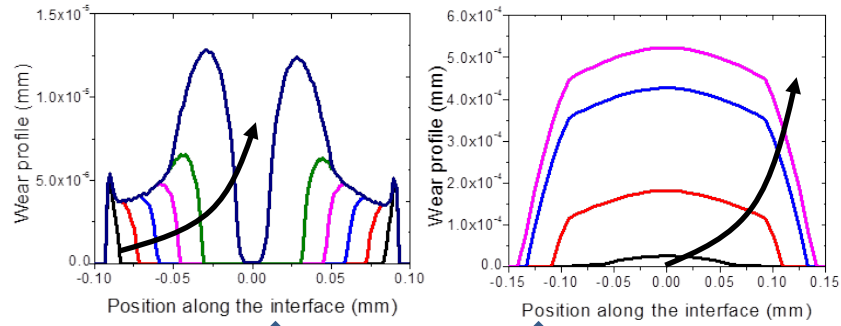 Wear profile (mm)
1.5x10⁻⁵
1.0x10⁻⁵
5.0x10⁻⁶
0.0
-0.10 -0.05 0.00 0.05 0.10
Position along the interface (mm)
Wear profile (mm)
6.0x10⁻⁴
5.0x10⁻⁴
4.0x10⁻⁴
3.0x10⁻⁴
2.0x10⁻⁴
1.0x10⁻⁴
0.0
-0.15 -0.10 -0.05 0.00 0.05 0.10 0.15
Position along the interface (mm)